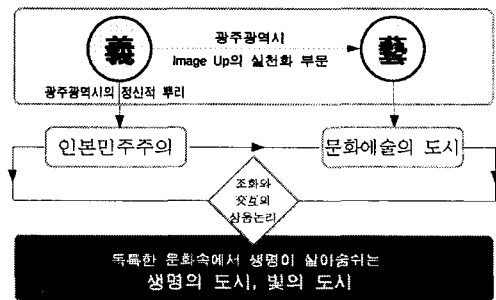 義
광주광역시
Image Up의 실천화 부문
藝
광주광역시의 정신적 뿌리
인본민주주의
문화예술의 도시
조화와
交互의
상응논리
독특한 문화속에서 생명이 살아숨쉬는
생명의 도시, 빛의 도시